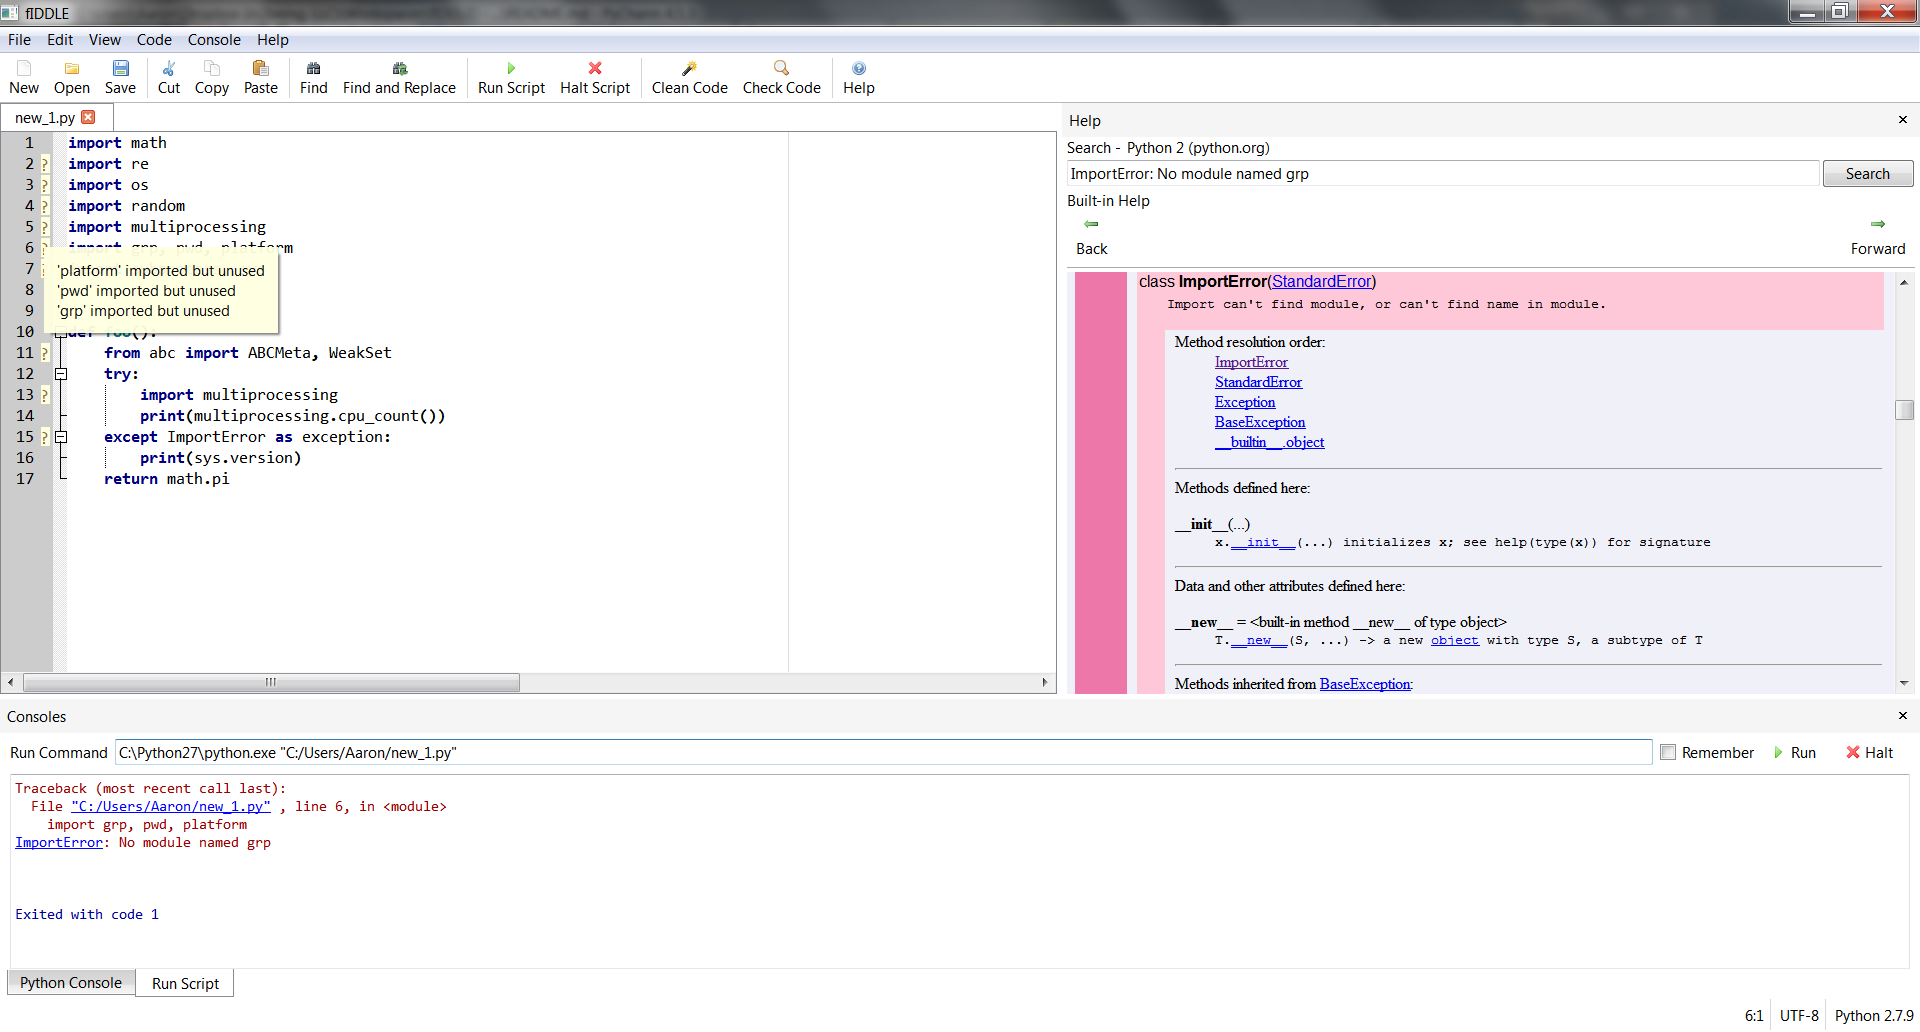 fIDDLE
File Edit View Code Console Help
New Open Save Cut Copy Paste Find Find and Replace Run Script Halt Script Clean Code Check Code Help
new_1.py
1 import math
2 ? import re
3 ? import os
4 ? import random
5 ? import multiprocessing
6 ? import grp, pwd, platform
7
'platform' imported but unused
8
'pwd' imported but unused
9
'grp' imported but unused
10 def foo():
11 ? from abc import ABCMeta, WeakSet
12 try:
13 ? import multiprocessing
14 print(multiprocessing.cpu_count())
15 ? except ImportError as exception:
16 print(sys.version)
17 return math.pi
Help
Search - Python 2 (python.org)
ImportError: No module named grp Search
Built-in Help
Back Forward
class ImportError(StandardError)
Import can't find module, or can't find name in module.
Method resolution order:
ImportError
StandardError
Exception
BaseException
__builtin__.object
Methods defined here:
__init__(...)
x.__init__(...) initializes x; see help(type(x)) for signature
Data and other attributes defined here:
__new__ = <built-in method __new__ of type object>
T.__new__(S, ...) -> a new object with type S, a subtype of T
Methods inherited from BaseException:
Consoles
Run Command C:\Python27\python.exe "C:/Users/Aaron/new_1.py" Remember Run Halt
Traceback (most recent call last):
File "C:/Users/Aaron/new_1.py" , line 6, in <module>
import grp, pwd, platform
ImportError: No module named grp
Exited with code 1
Python Console Run Script
6:1 UTF-8 Python 2.7.9